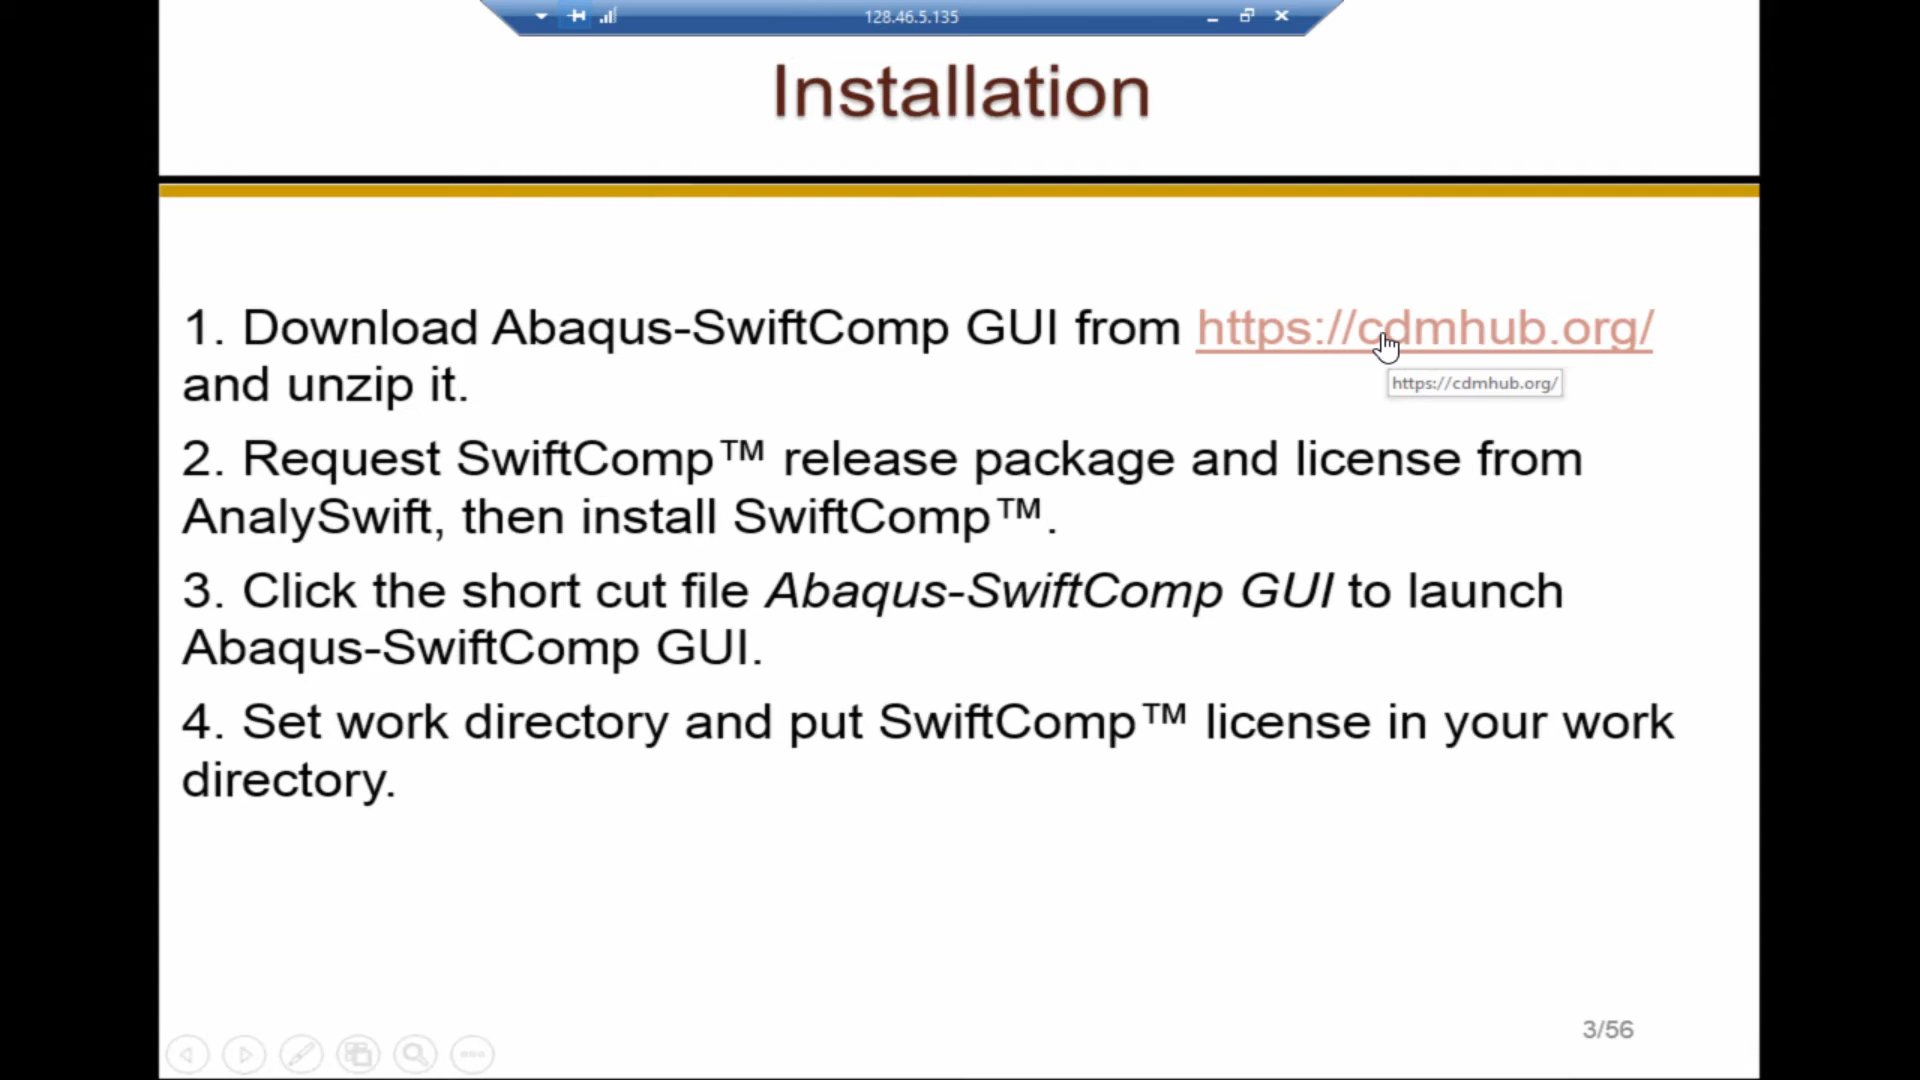 128.46.5.135
Installation
1. Download Abaqus-SwiftComp GUI from https://cdmhub.org/
and unzip it.
https://cdmhub.org/
2. Request SwiftComp™ release package and license from
AnalySwift, then install SwiftComp™.
3. Click the short cut file Abaqus-SwiftComp GUI to launch
Abaqus-SwiftComp GUI.
4. Set work directory and put SwiftComp™ license in your work
directory.
3/56